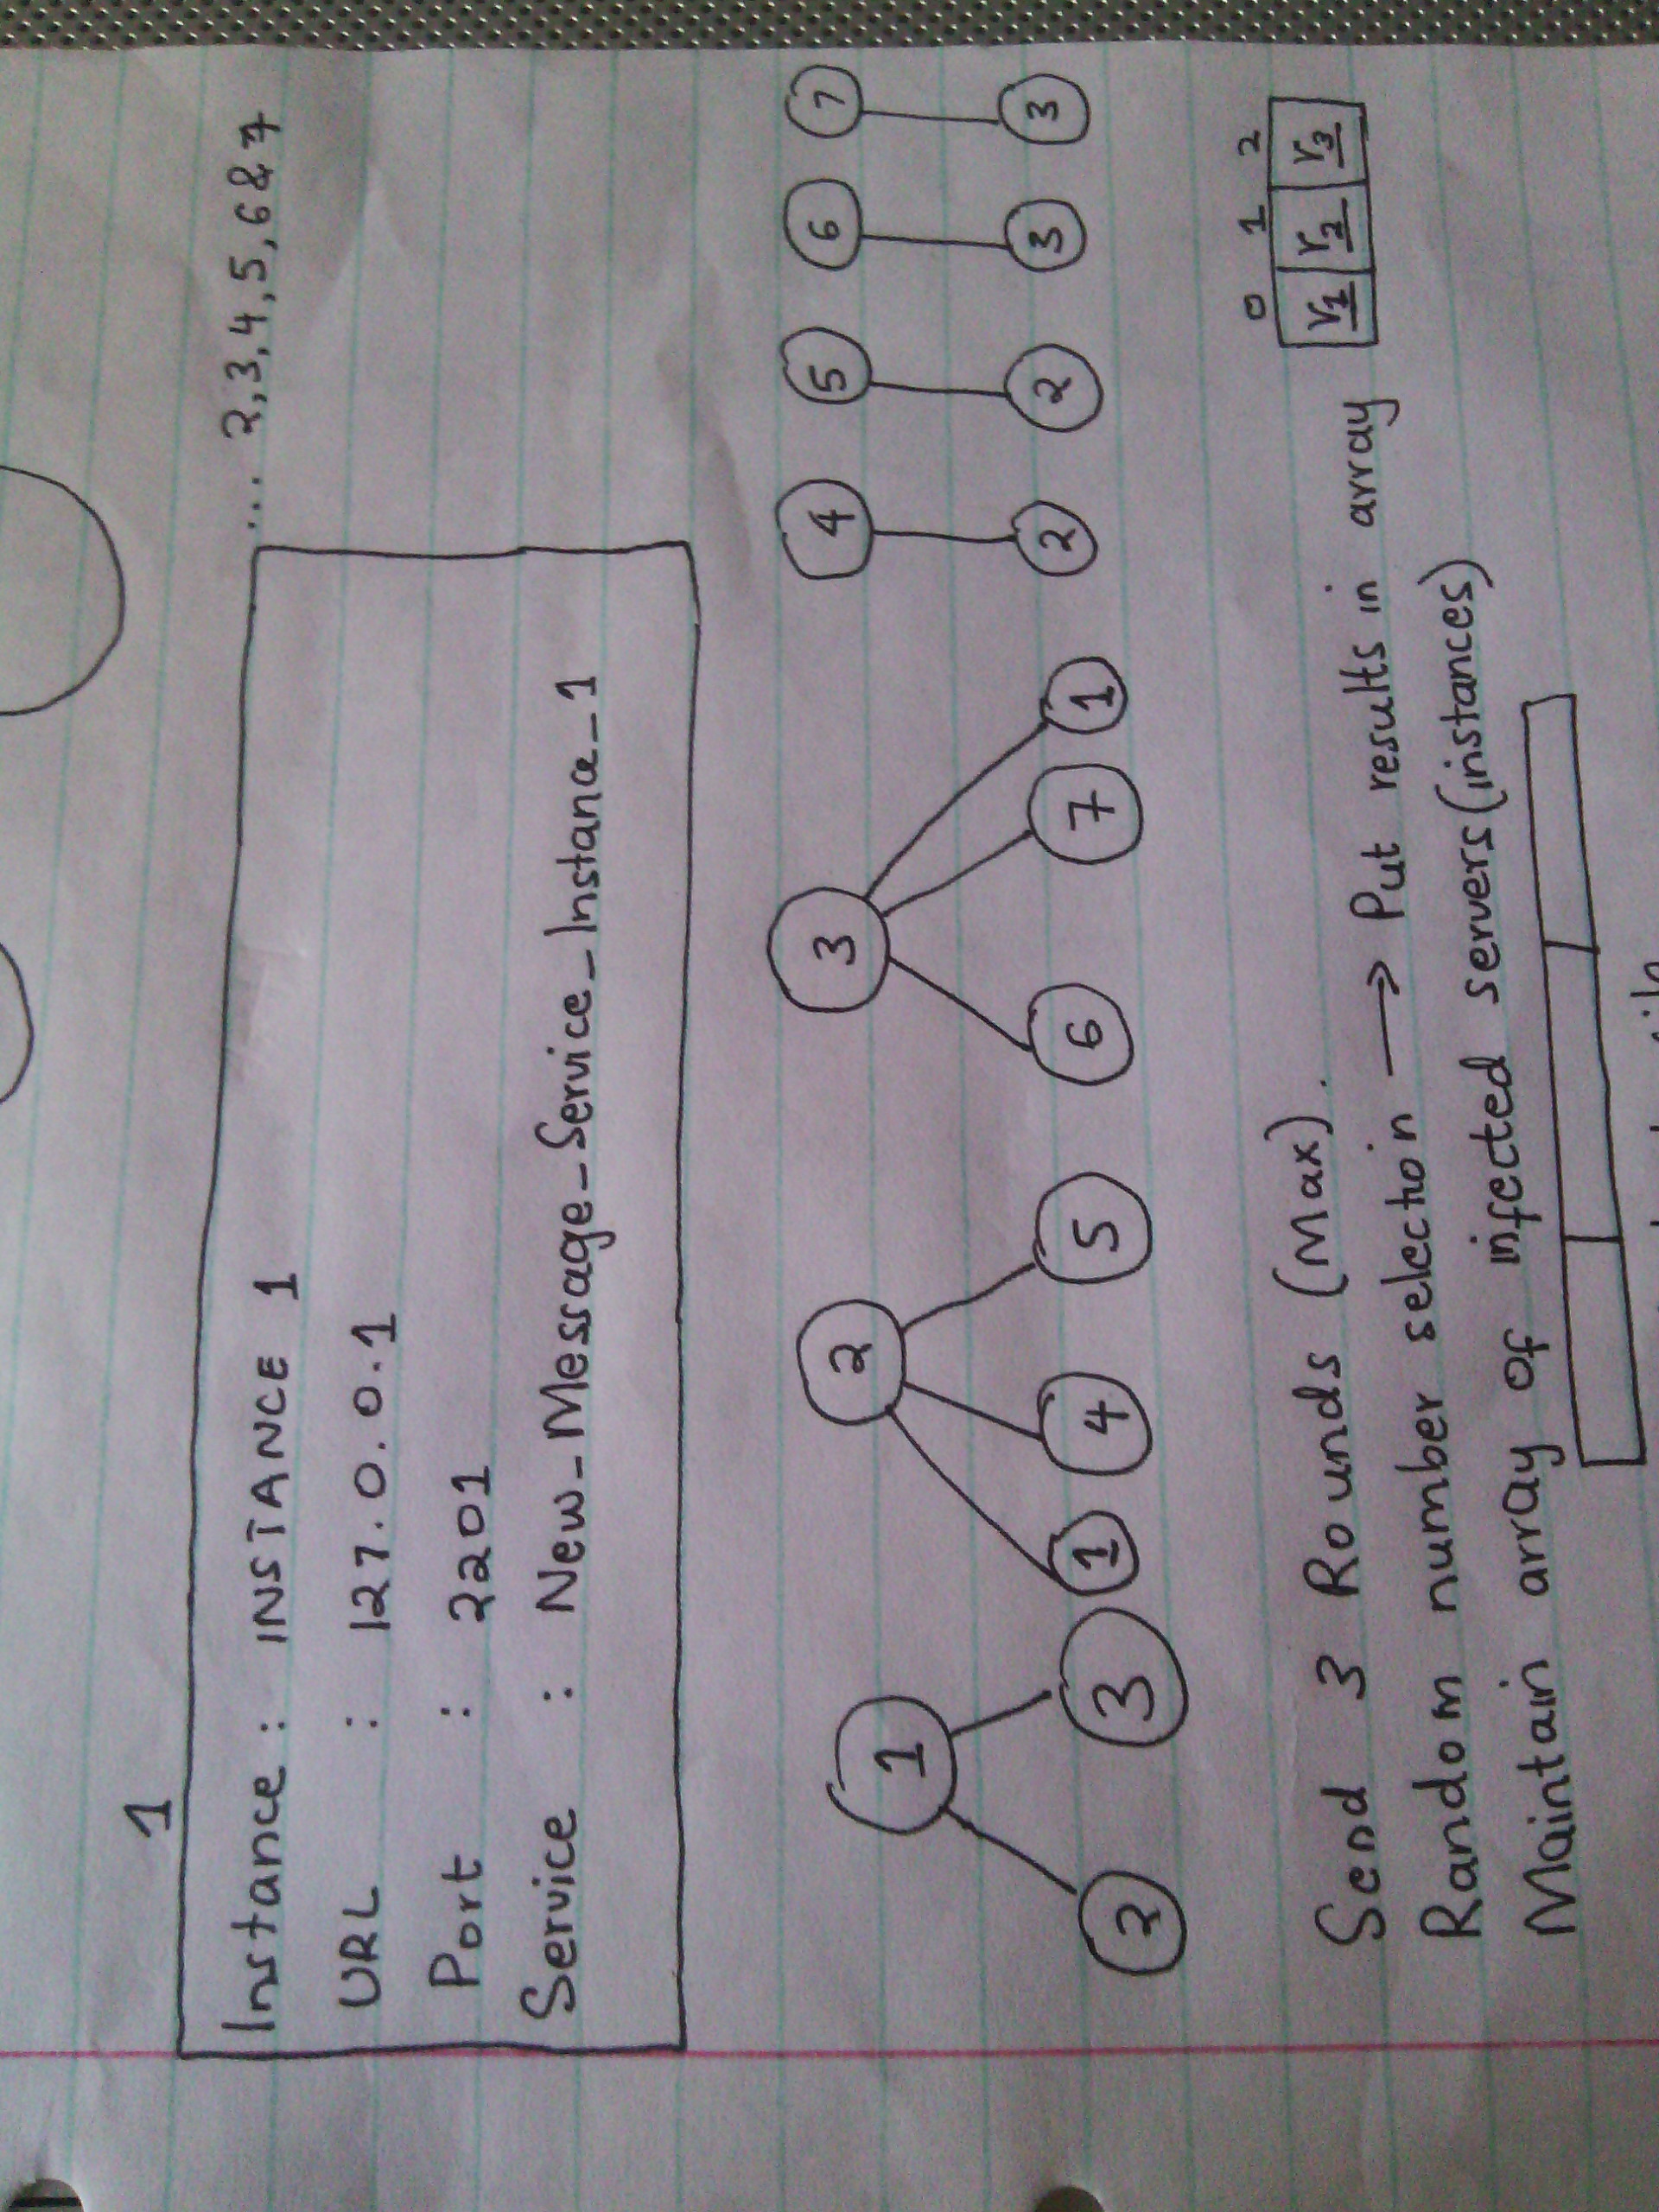 1
Instance : INSTANCE 1 ... 2,3,4,5,6 & 7
URL : 127.0.0.1
Port : 2201
Service : New_Message_Service_Instance_1
1 2 3 4 5 6 7
2 3 1 4 5 6 7 1 2 2 3 3
Send 3 Rounds (Max). 0 1 2
Random number selection → Put results in array r1 r2 r3
Maintain array of infected servers (instances)